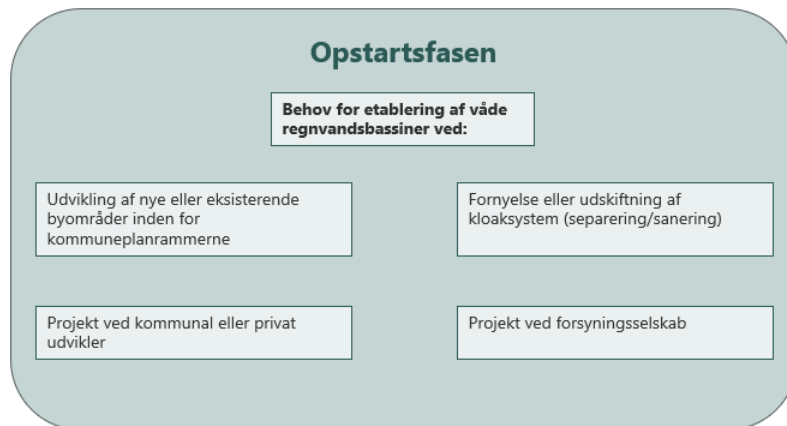 Opstartsfasen
Behov for etablering af våde
regnvandsbassiner ved:
Udvikling af nye eller eksisterende
byområder inden for
kommuneplanrammerne
Fornyelse eller udskiftning af
kloaksystem (separering/sanering)
Projekt ved kommunal eller privat
udvikler
Projekt ved forsyningsselskab